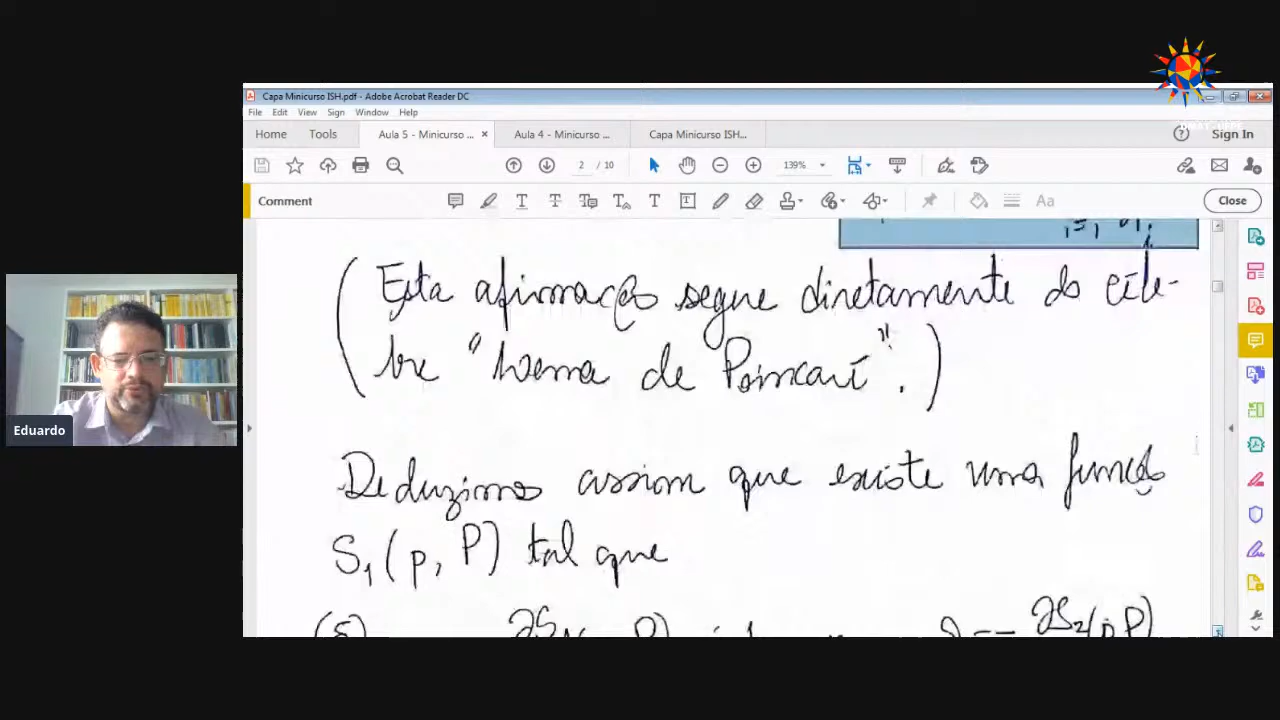 Capa Minicurso ISH.pdf - Adobe Acrobat Reader DC
File Edit View Sign Window Help
Home Tools Aula 5 - Minicurso ... × Aula 4 - Minicurso ... Capa Minicurso ISH... Sign In
2 / 10 139%
Comment Close
(Esta afirmação segue diretamente do céle-
bre "Lema de Poincaré".)
Deduzimos assim que existe uma função
S₁(p, P) tal que
Eduardo